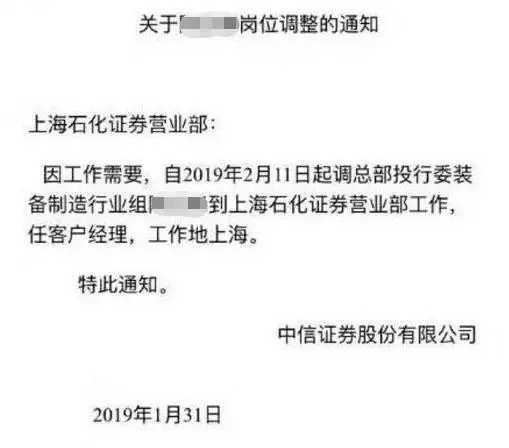 关于岗位调整的通知
上海石化证券营业部：
因工作需要，自2019年2月11日起调总部投行委装
备制造行业组到上海石化证券营业部工作，
任客户经理，工作地上海。
特此通知。
中信证券股份有限公司
2019年1月31日